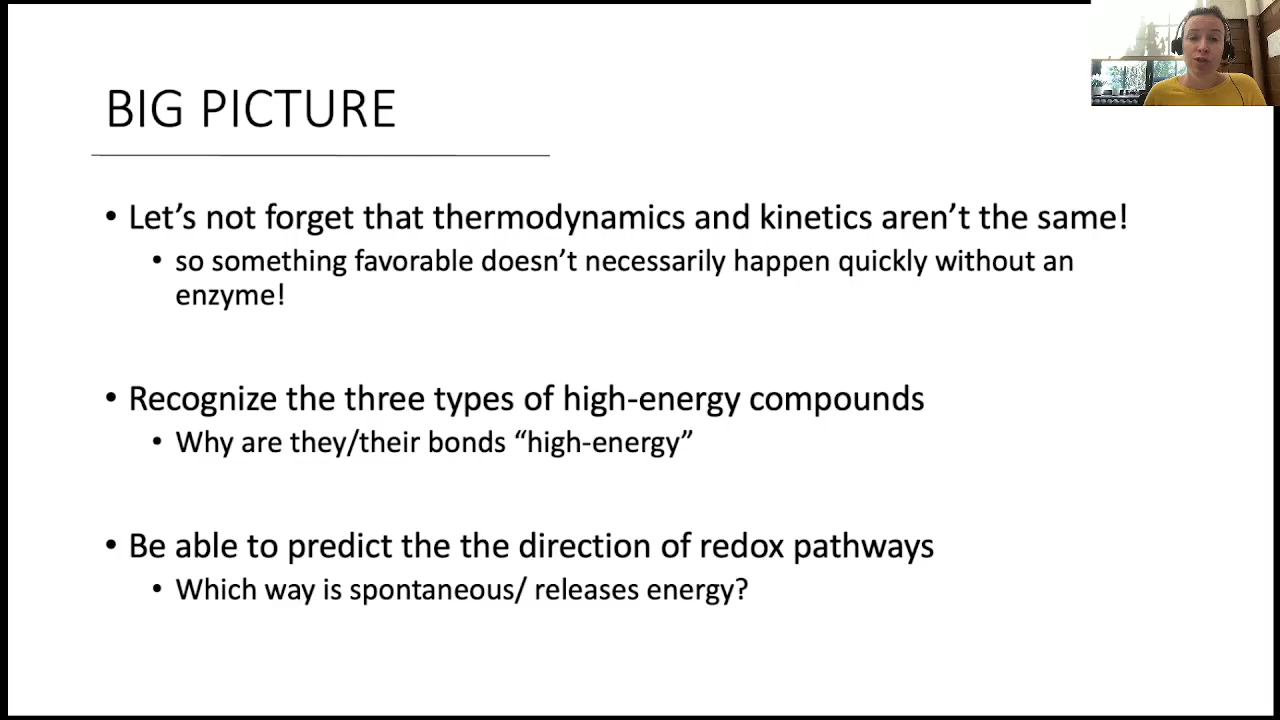 BIG PICTURE
• Let’s not forget that thermodynamics and kinetics aren’t the same!
• so something favorable doesn’t necessarily happen quickly without an
enzyme!
• Recognize the three types of high-energy compounds
• Why are they/their bonds “high-energy”
• Be able to predict the the direction of redox pathways
• Which way is spontaneous/ releases energy?